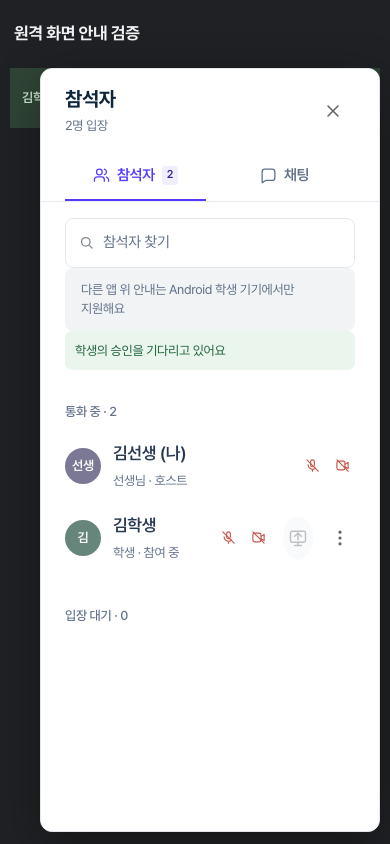 원격 화면 안내 검증
김학
참석자
2명 입장
참석자 2
채팅
참석자 찾기
다른 앱 위 안내는 Android 학생 기기에서만
지원해요
학생의 승인을 기다리고 있어요
통화 중 · 2
선생
김선생 (나)
선생님 · 호스트
김
김학생
학생 · 참여 중
입장 대기 · 0